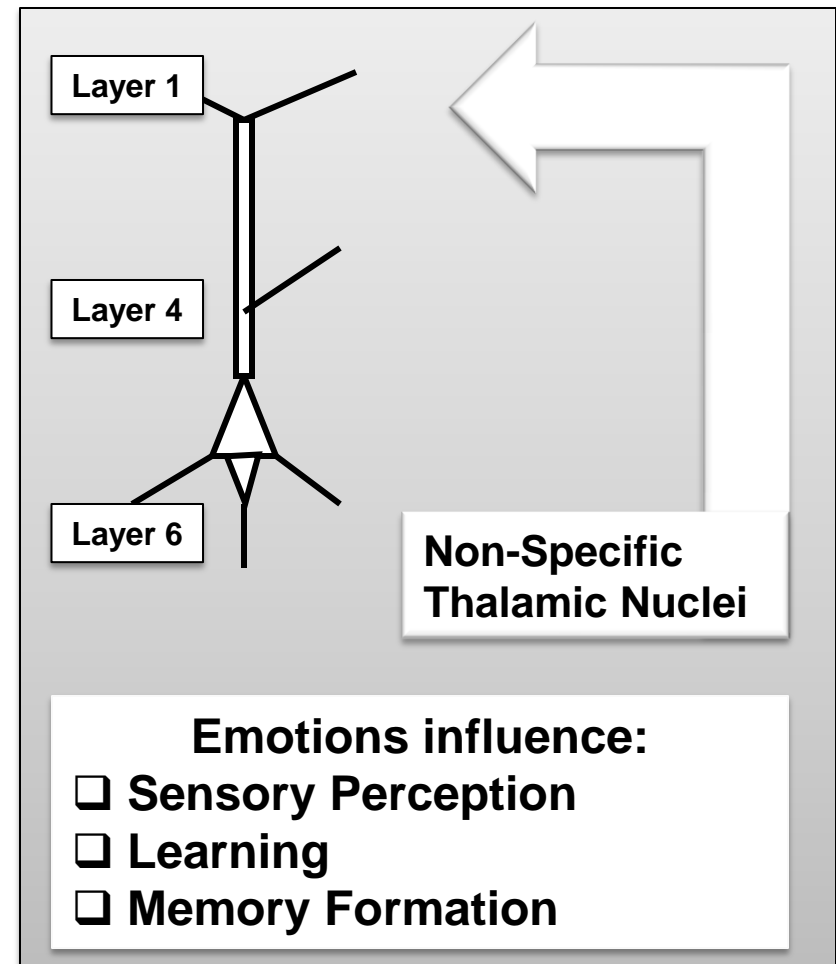 Layer 1
Layer 4
Layer 6
Non-Specific
Thalamic Nuclei
Emotions influence:
❑ Sensory Perception
❑ Learning
❑ Memory Formation